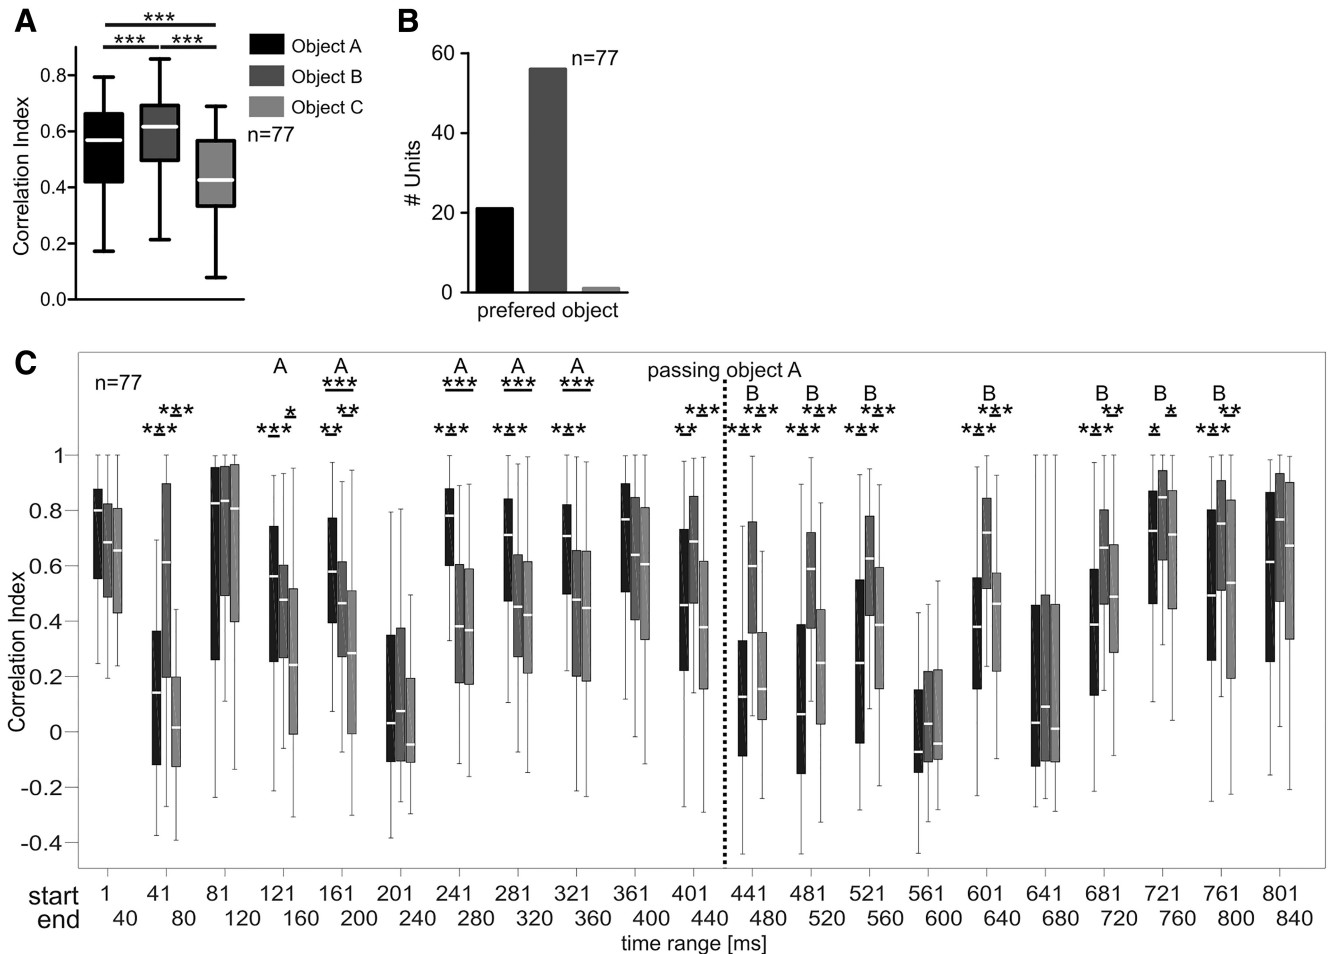 A
***
*** ***
Object A
Object B
Object C
n=77
0.8
0.6
0.4
0.2
0.0
Correlation Index
B
n=77
60
40
20
0
# Units
prefered object
C
n=77
passing object A
A A A A A
*** *** *** ***
B B B B B B B
*** * ** *** *** *** *** *** ** * **
*** *** ** *** *** *** ** *** *** *** *** *** * ***
1
0.8
0.6
0.4
0.2
0
-0.2
-0.4
Correlation Index
start 1 41 81 121 161 201 241 281 321 361 401 441 481 521 561 601 641 681 721 761 801
end 40 80 120 160 200 240 280 320 360 400 440 480 520 560 600 640 680 720 760 800 840
time range [ms]